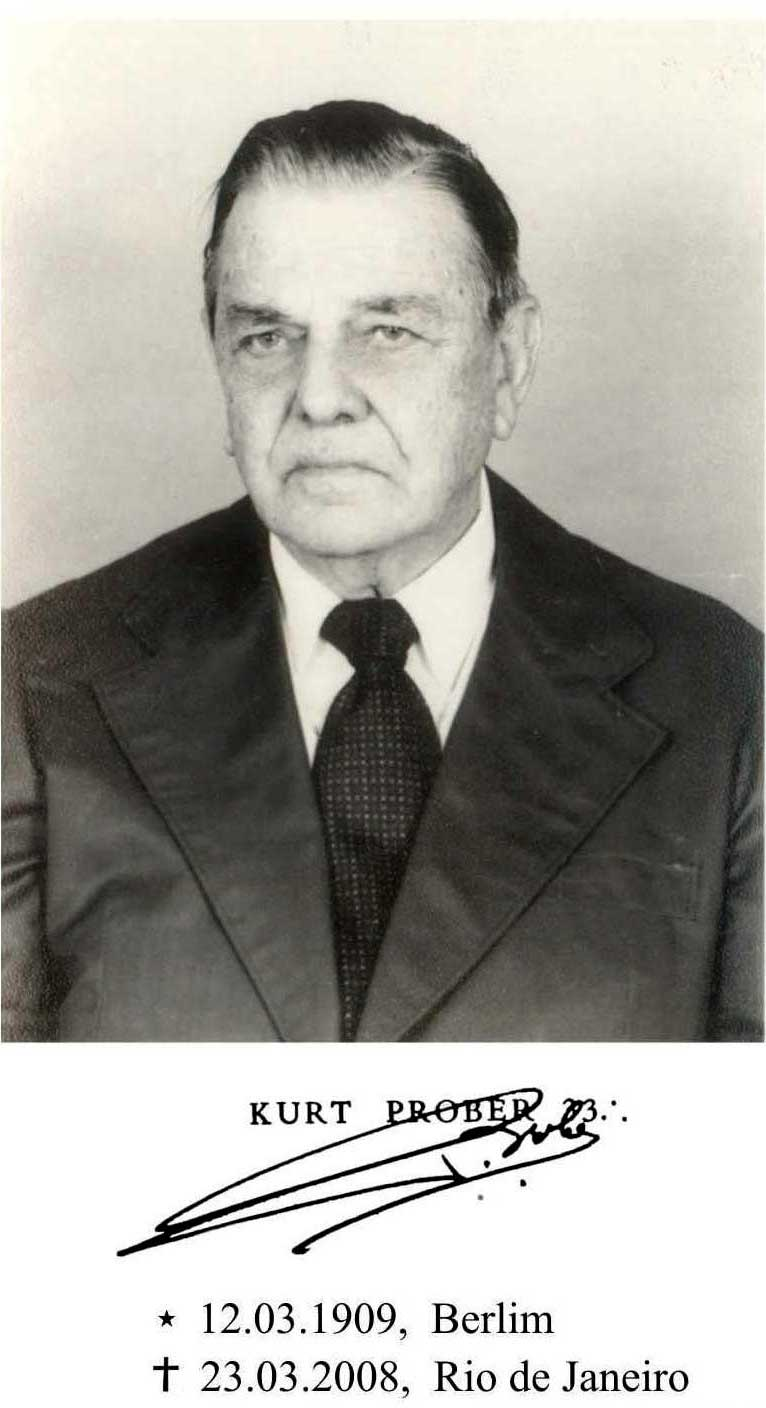 KURT PROBER 33.∴
★ 12.03.1909, Berlim
✝ 23.03.2008, Rio de Janeiro